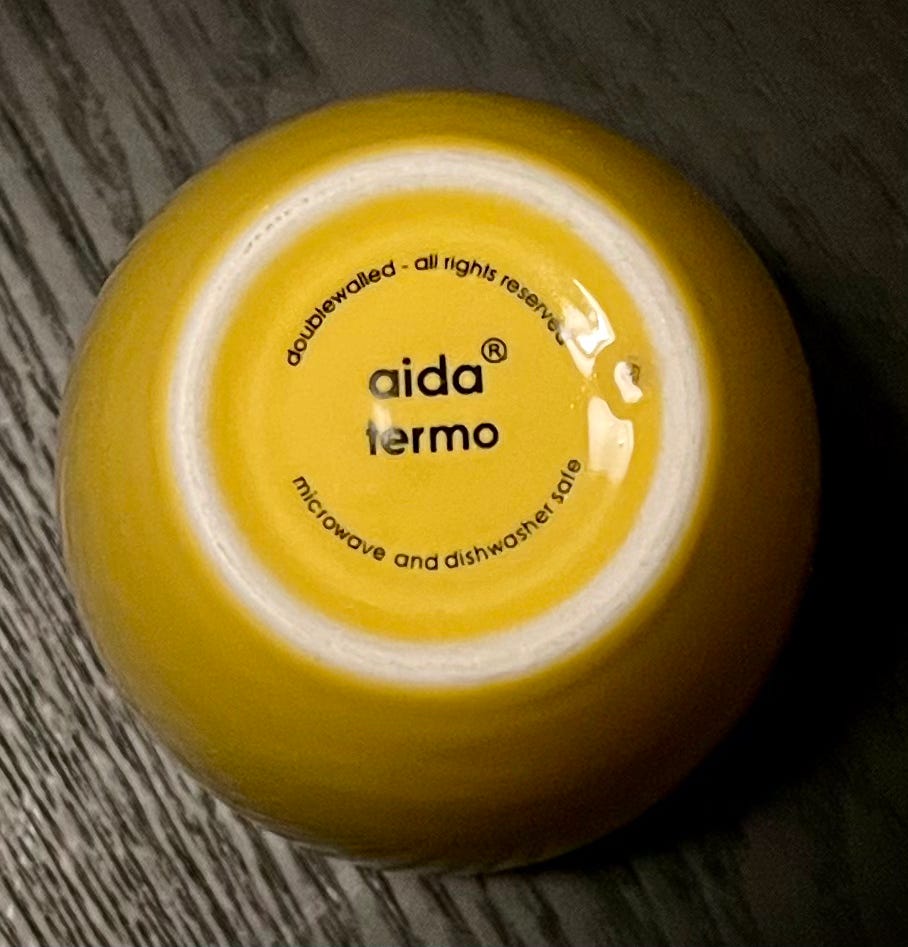 doublewalled - all rights reserved
aida®
termo
microwave and dishwasher safe